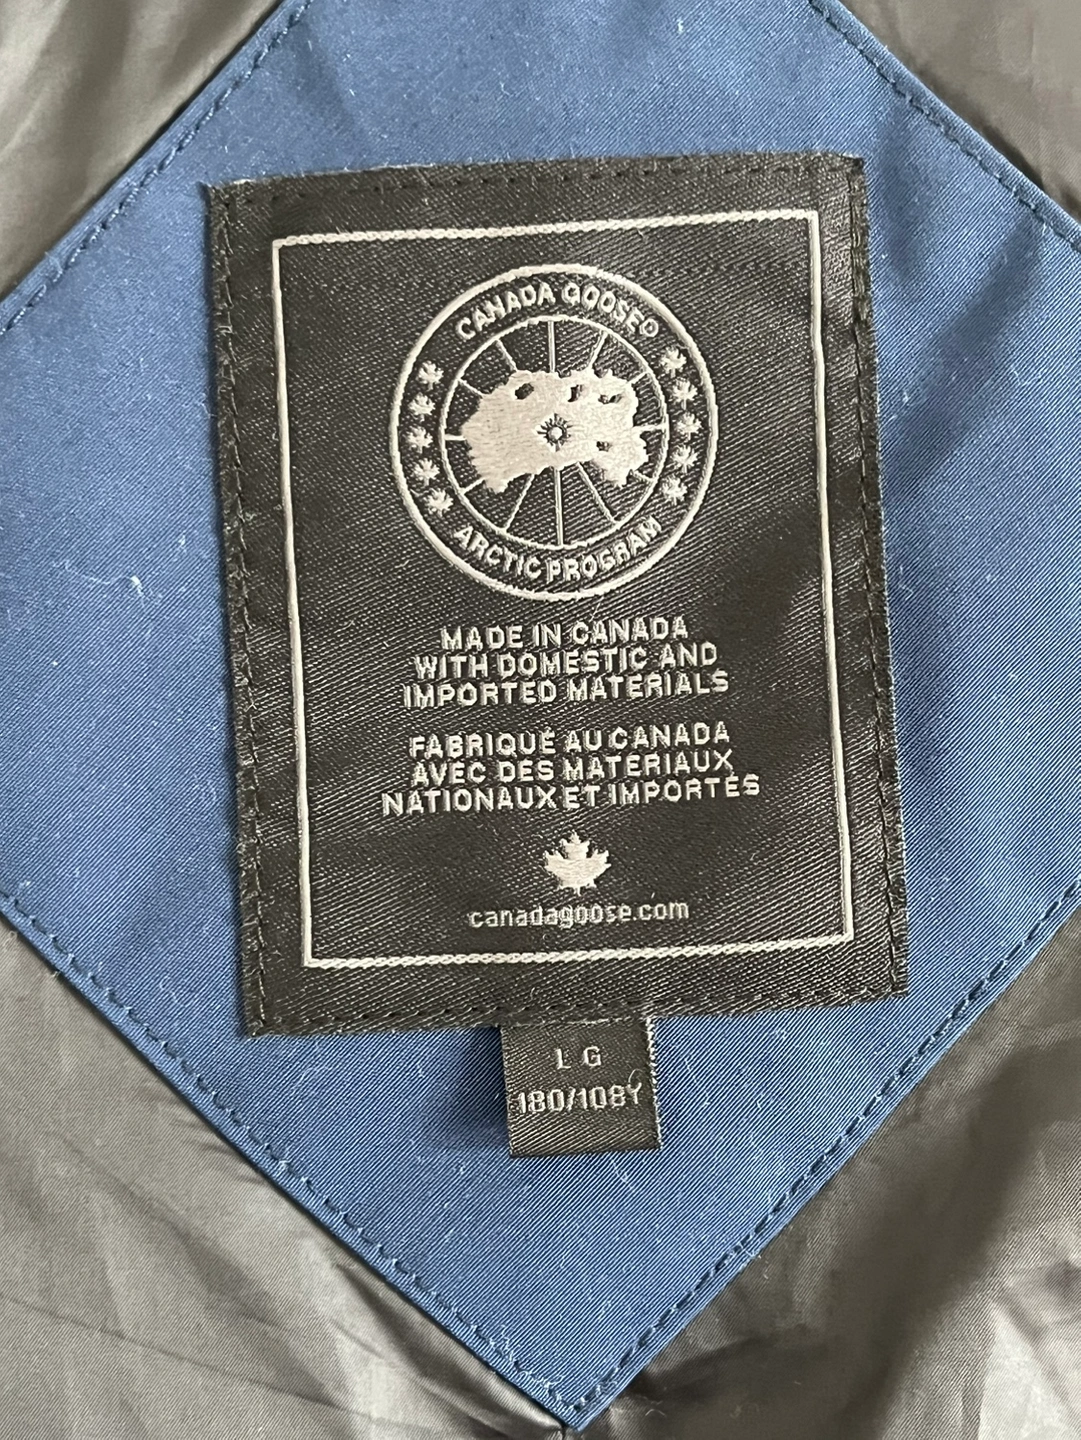 CANADA GOOSE®
ARCTIC PROGRAM
MADE IN CANADA
WITH DOMESTIC AND
IMPORTED MATERIALS
FABRIQUÉ AU CANADA
AVEC DES MATÉRIAUX
NATIONAUX ET IMPORTÉS
canadagoose.com
LG
180/108Y